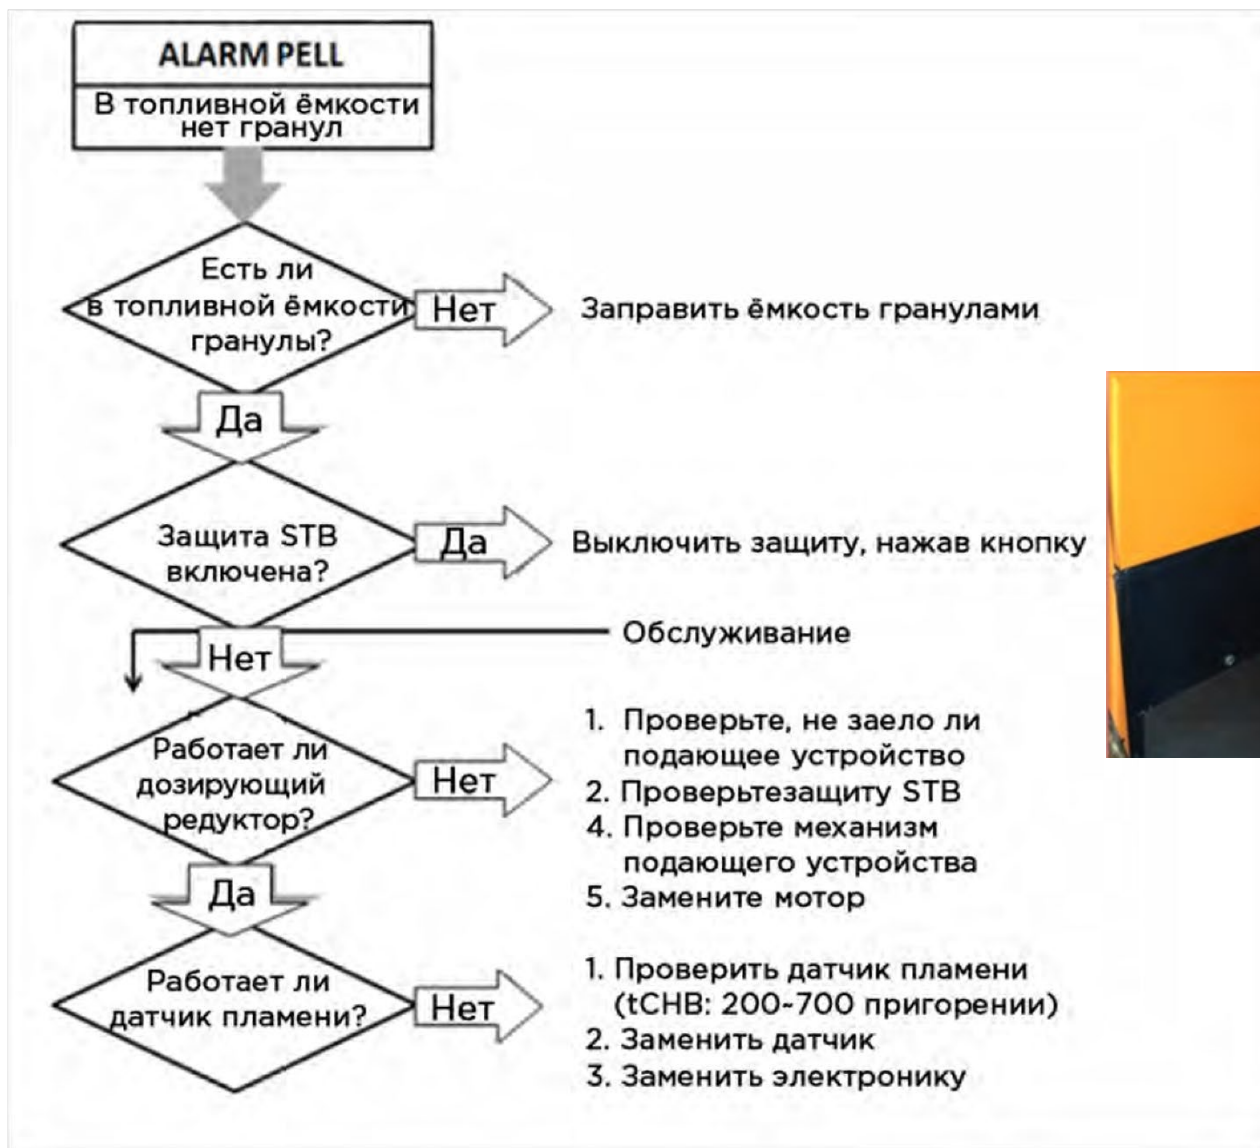 ALARM PELL
В топливной ёмкости
нет гранул
Есть ли
в топливной ёмкости
гранулы?
Нет
Заправить ёмкость гранулами
Да
Защита STB
включена?
Да
Выключить защиту, нажав кнопку
Обслуживание
Нет
Работает ли
дозирующий
редуктор?
Нет
1. Проверьте, не заело ли
подающее устройство
2. Проверьтезащиту STB
4. Проверьте механизм
подающего устройства
5. Замените мотор
Да
Работает ли
датчик пламени?
Нет
1. Проверить датчик пламени
(tCHB: 200~700 пригорении)
2. Заменить датчик
3. Заменить электронику